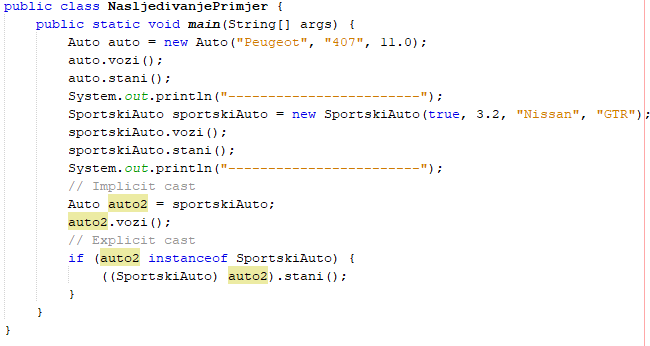 public class NasljedivanjePrimjer {
    public static void main(String[] args) {
        Auto auto = new Auto("Peugeot", "407", 11.0);
        auto.vozi();
        auto.stani();
        System.out.println("------------------------");
        SportskiAuto sportskiAuto = new SportskiAuto(true, 3.2, "Nissan", "GTR");
        sportskiAuto.vozi();
        sportskiAuto.stani();
        System.out.println("------------------------");
        // Implicit cast
        Auto auto2 = sportskiAuto;
        auto2.vozi();
        // Explicit cast
        if (auto2 instanceof SportskiAuto) {
            ((SportskiAuto) auto2).stani();
        }
    }
}